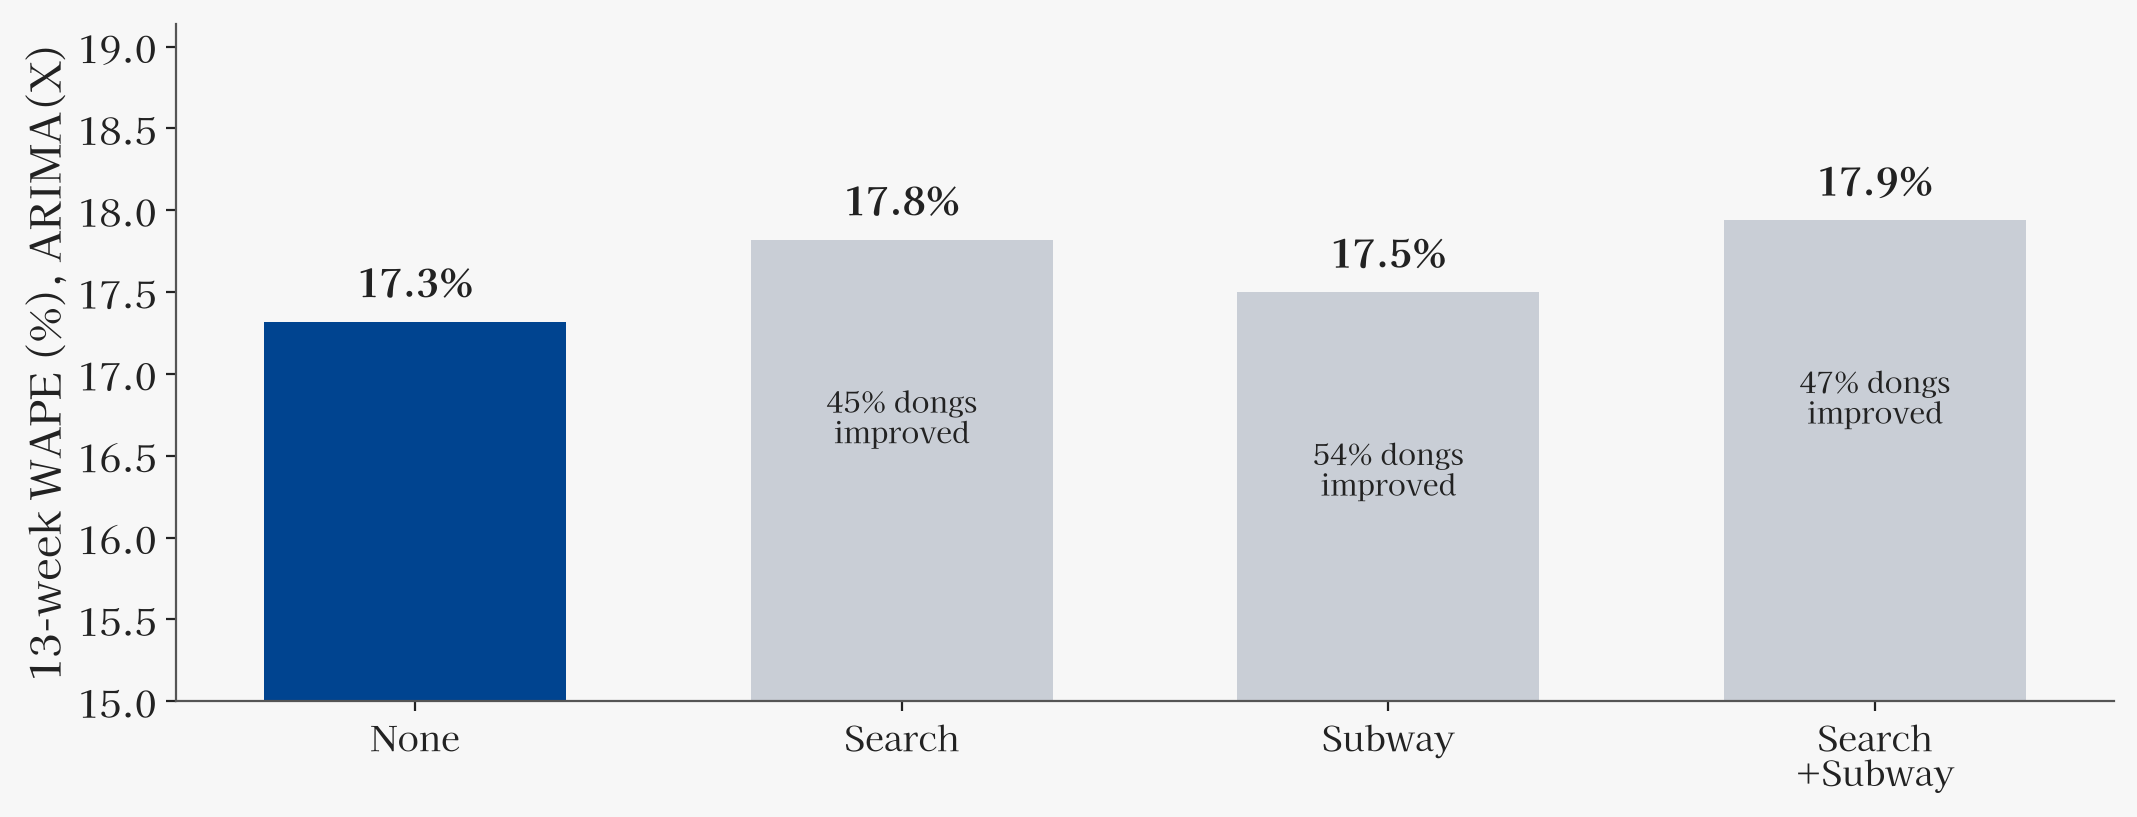 13-week WAPE (%), ARIMA(X)
19.0
18.5
18.0
17.5
17.0
16.5
16.0
15.5
15.0
17.3%
17.8%
45% dongs
improved
17.5%
54% dongs
improved
17.9%
47% dongs
improved
None
Search
Subway
Search
+Subway